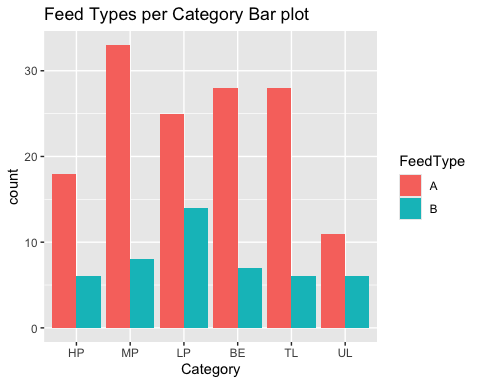 Feed Types per Category Bar plot
30
20
10
0
count
HP MP LP BE TL UL
Category
FeedType
A
B